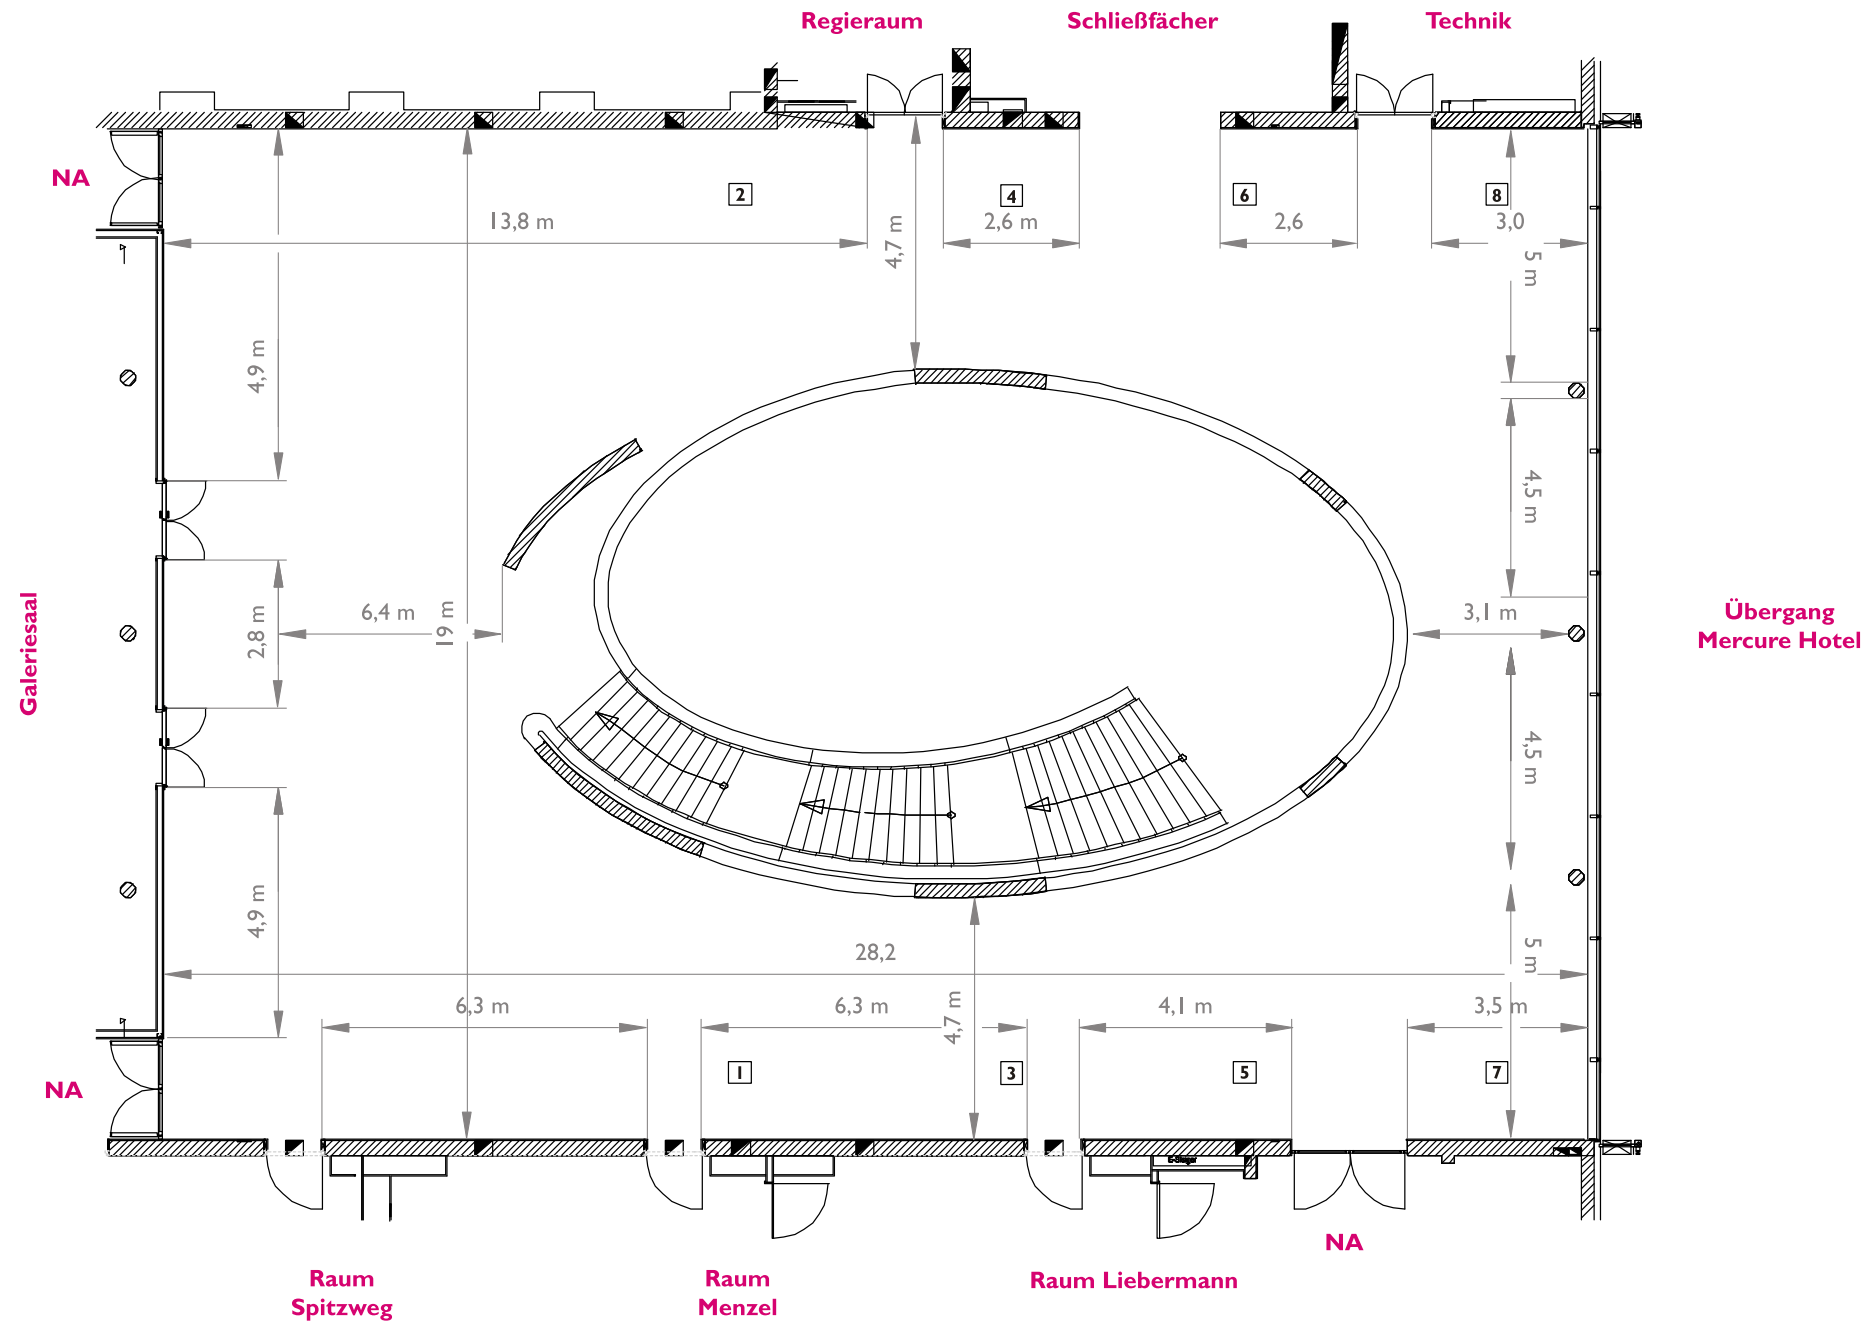 Regieraum
Schließfächer
Technik
NA
2
4
6
8
13,8 m
4,7 m
2,6 m
2,6
3,0
5 m
4,9 m
4,5 m
Galeriesaal
2,8 m
6,4 m
19 m
3,1 m
Übergang
Mercure Hotel
4,5 m
4,9 m
28,2
5 m
6,3 m
6,3 m
4,7 m
4,1 m
3,5 m
NA
1
3
5
7
NA
Raum
Spitzweg
Raum
Menzel
Raum Liebermann